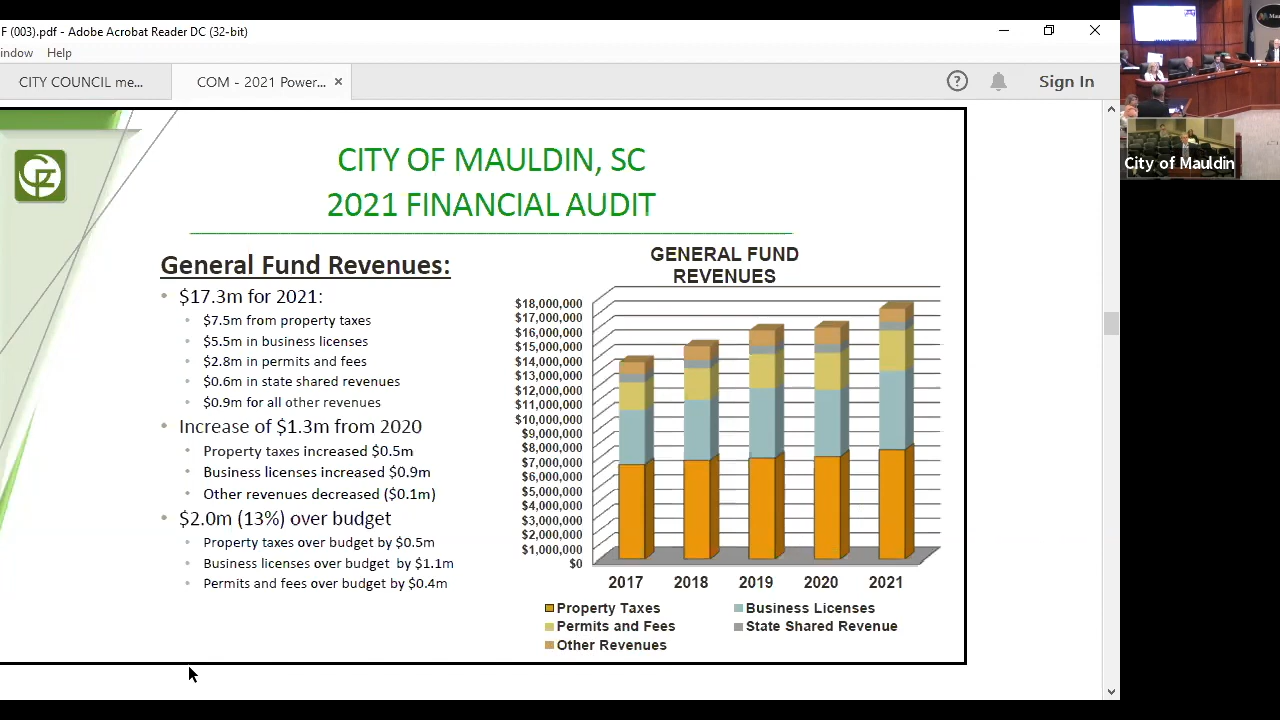 F (003).pdf - Adobe Acrobat Reader DC (32-bit)
indow Help
CITY COUNCIL me...
COM - 2021 Power...
Sign In
City of Mauldin
CITY OF MAULDIN, SC
2021 FINANCIAL AUDIT
General Fund Revenues:
• $17.3m for 2021:
• $7.5m from property taxes
• $5.5m in business licenses
• $2.8m in permits and fees
• $0.6m in state shared revenues
• $0.9m for all other revenues
• Increase of $1.3m from 2020
• Property taxes increased $0.5m
• Business licenses increased $0.9m
• Other revenues decreased ($0.1m)
• $2.0m (13%) over budget
• Property taxes over budget by $0.5m
• Business licenses over budget by $1.1m
• Permits and fees over budget by $0.4m
GENERAL FUND
REVENUES
$18,000,000
$17,000,000
$16,000,000
$15,000,000
$14,000,000
$13,000,000
$12,000,000
$11,000,000
$10,000,000
$9,000,000
$8,000,000
$7,000,000
$6,000,000
$5,000,000
$4,000,000
$3,000,000
$2,000,000
$1,000,000
$0
2017 2018 2019 2020 2021
Property Taxes Business Licenses
Permits and Fees State Shared Revenue
Other Revenues